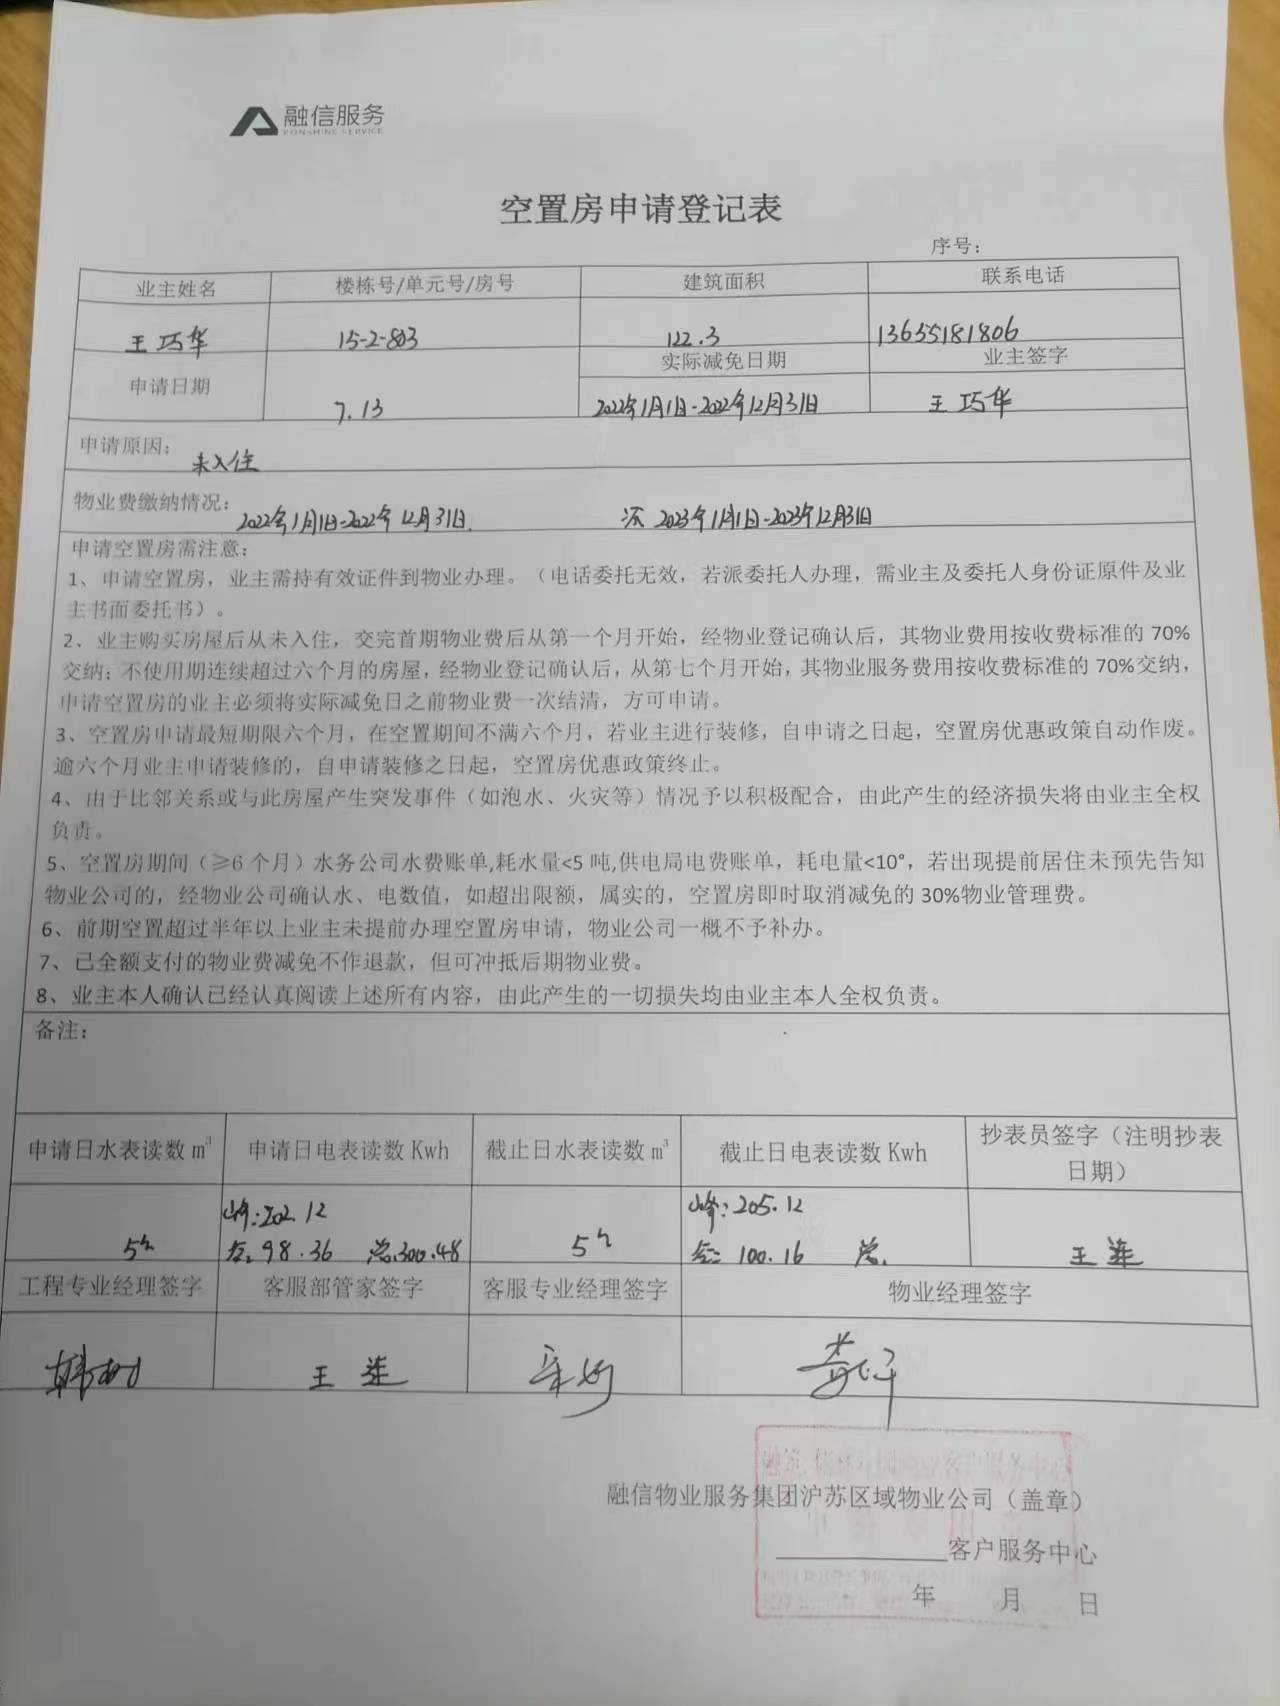 融信服务
RONSHINE SERVICE
空置房申请登记表
序号：
业主姓名 楼栋号/单元号/房号 建筑面积 联系电话
王巧华 15-2-803 122.3 13655181806
申请日期 实际减免日期 业主签字
7.13 2022年1月1日-2022年12月31日 王巧华
申请原因： 未入住
物业费缴纳情况： 2022年1月1日-2022年12月31日. 2023年1月1日-2023年12月31日
申请空置房需注意：
1、申请空置房，业主需持有效证件到物业办理。（电话委托无效，若派委托人办理，需业主及委托人身份证原件及业
主书面委托书）。
2、业主购买房屋后从未入住，交完首期物业费后从第一个月开始，经物业登记确认后，其物业费用按收费标准的 70%
交纳；不使用期连续超过六个月的房屋，经物业登记确认后，从第七个月开始，其物业服务费用按收费标准的 70%交纳，
申请空置房的业主必须将实际减免日之前物业费一次结清，方可申请。
3、空置房申请最短期限六个月，在空置期间不满六个月，若业主进行装修，自申请之日起，空置房优惠政策自动作废。
逾六个月业主申请装修的，自申请装修之日起，空置房优惠政策终止。
4、由于比邻关系或与此房屋产生突发事件（如泡水、火灾等）情况予以积极配合，由此产生的经济损失将由业主全权
负责。
5、空置房期间（≥6 个月）水务公司水费账单,耗水量<5 吨,供电局电费账单，耗电量<10°，若出现提前居住未预先告知
物业公司的，经物业公司确认水、电数值，如超出限额，属实的，空置房即时取消减免的 30%物业管理费。
6、前期空置超过半年以上业主未提前办理空置房申请，物业公司一概不予补办。
7、已全额支付的物业费减免不作退款，但可冲抵后期物业费。
8、业主本人确认已经认真阅读上述所有内容，由此产生的一切损失均由业主本人全权负责。
备注：
申请日水表读数 m³ 申请日电表读数 Kwh 截止日水表读数 m³ 截止日电表读数 Kwh 抄表员签字（注明抄表
日期）
峰：202.12 峰：205.12
5 谷：98.36 总.300.48 5 谷：100.16 总. 王莲
工程专业经理签字 客服部管家签字 客服专业经理签字 物业经理签字
王莲
融信物业服务集团沪苏区域物业公司（盖章）
客户服务中心
年 月 日